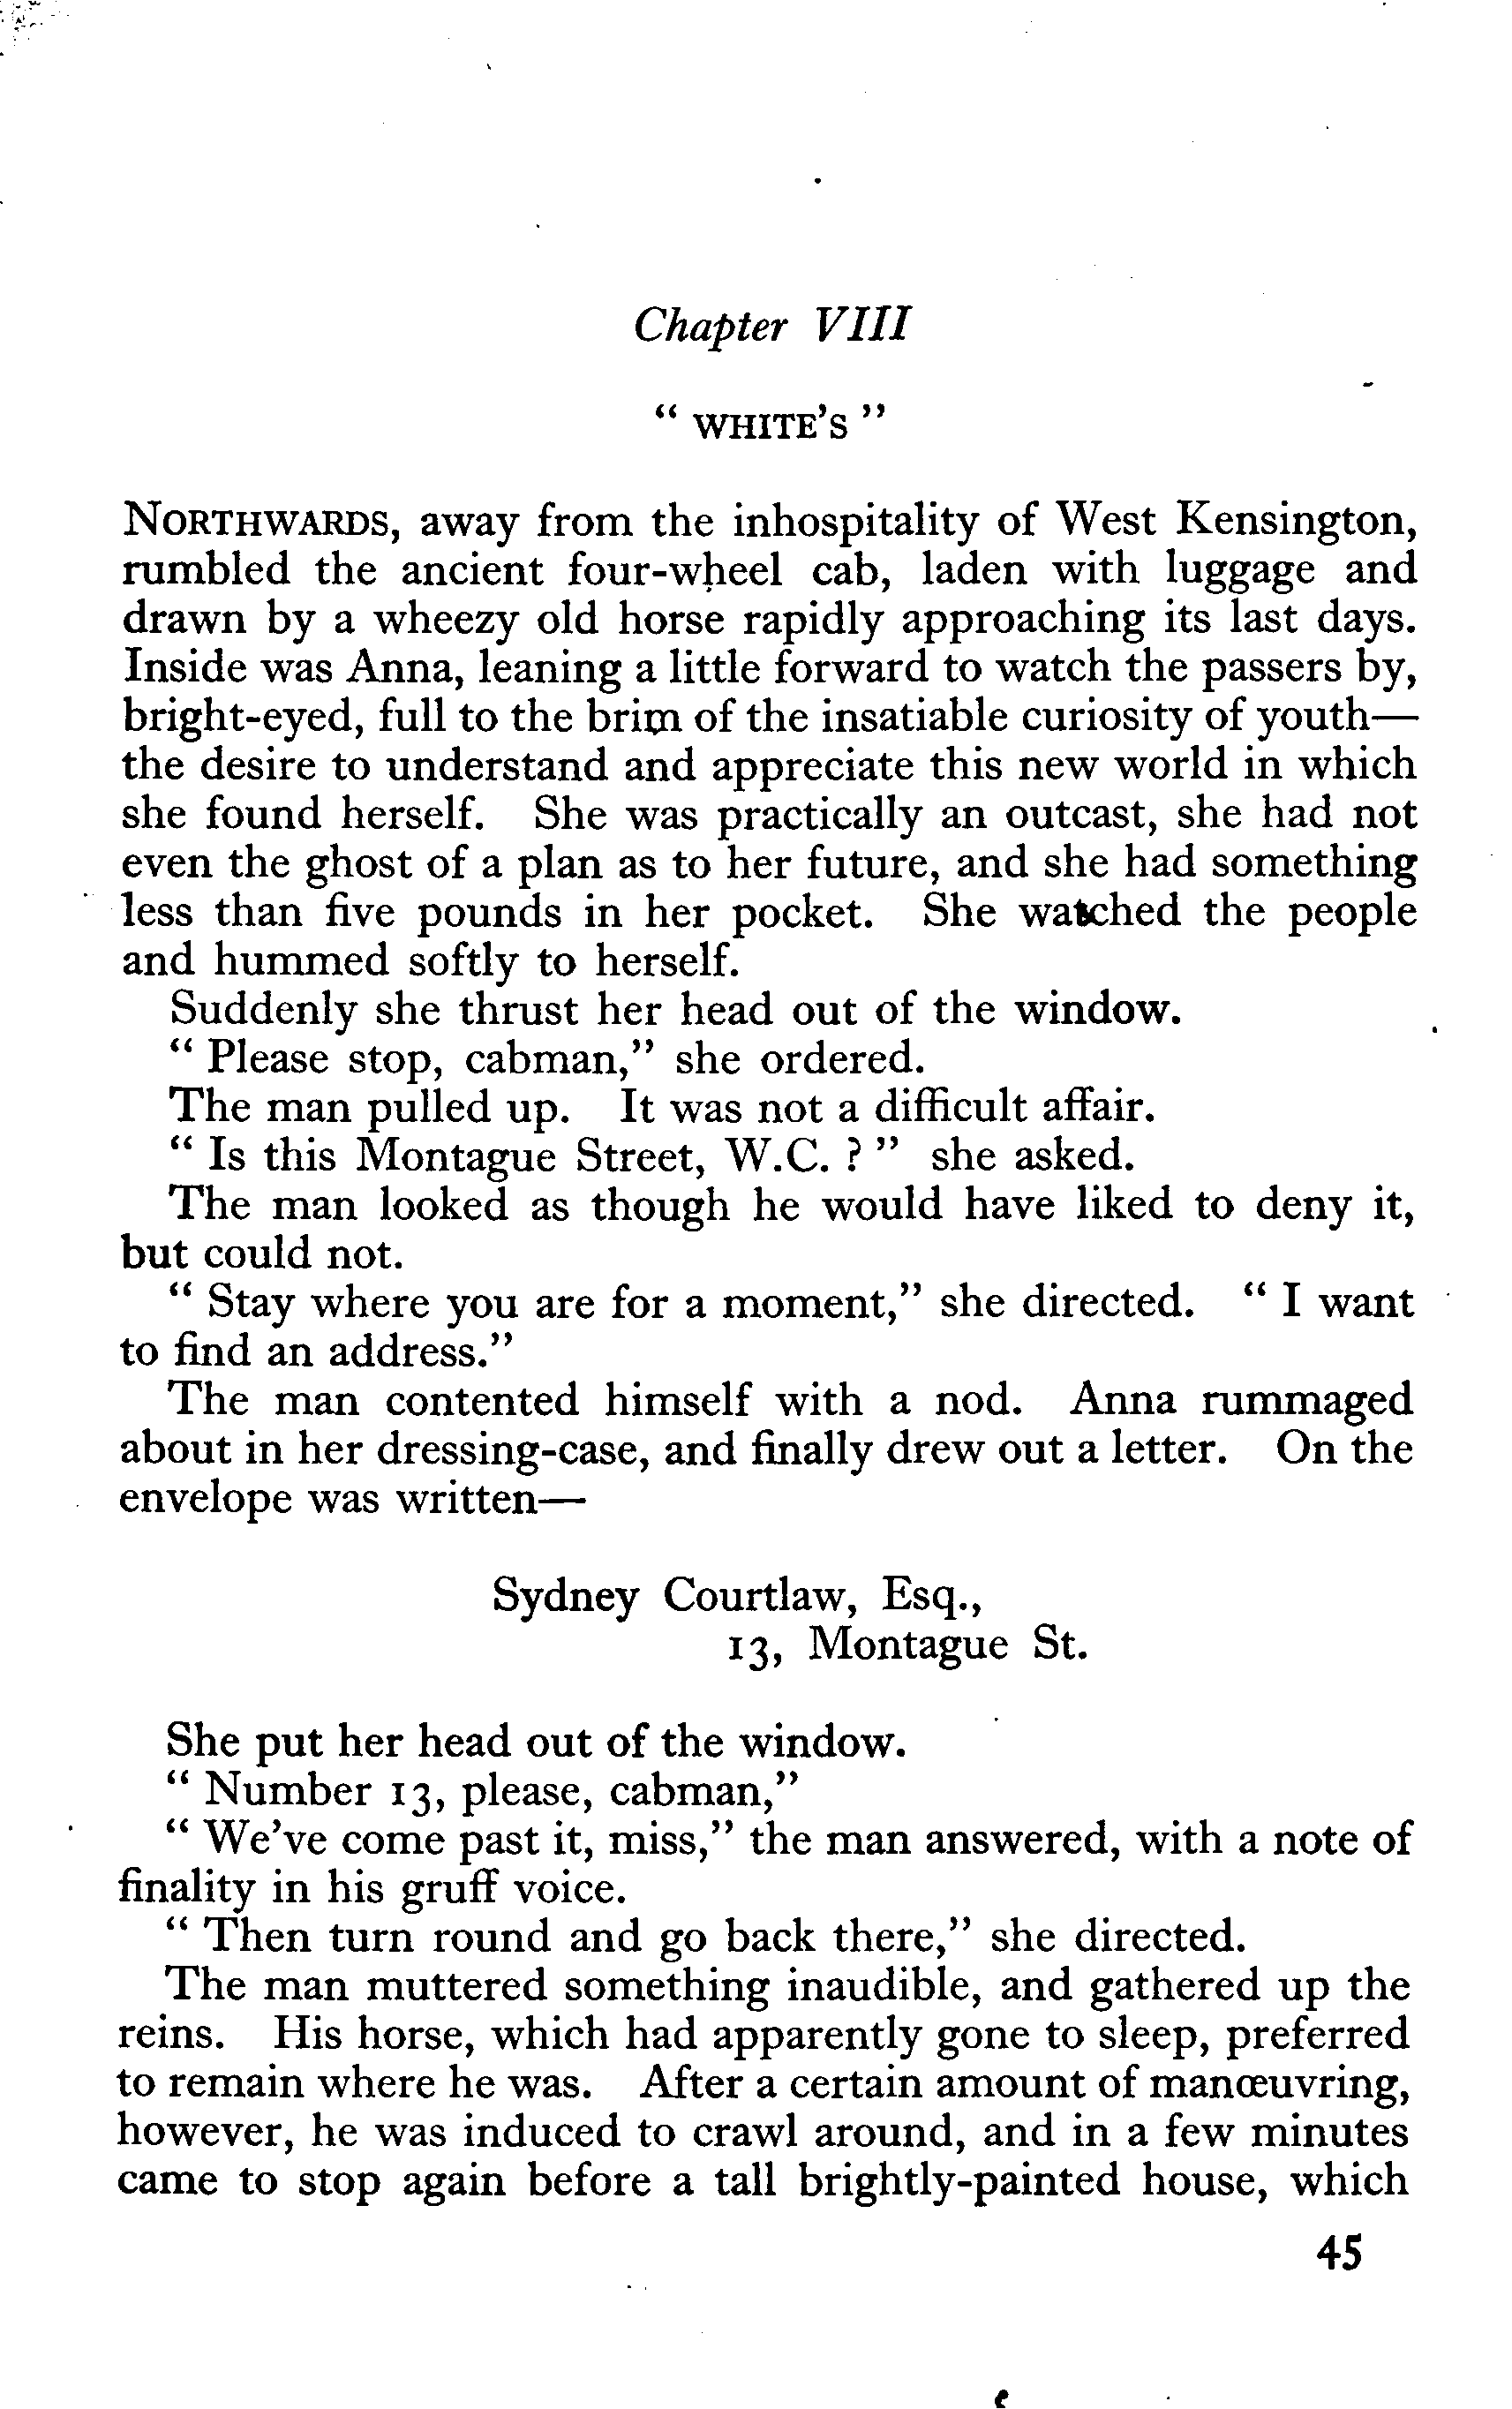 Chapter VIII
“ WHITE’S ”
NORTHWARDS, away from the inhospitality of West Kensington,
rumbled the ancient four-wheel cab, laden with luggage and
drawn by a wheezy old horse rapidly approaching its last days.
Inside was Anna, leaning a little forward to watch the passers by,
bright-eyed, full to the brim of the insatiable curiosity of youth—
the desire to understand and appreciate this new world in which
she found herself. She was practically an outcast, she had not
even the ghost of a plan as to her future, and she had something
less than five pounds in her pocket. She watched the people
and hummed softly to herself.
Suddenly she thrust her head out of the window.
“ Please stop, cabman,” she ordered.
The man pulled up. It was not a difficult affair.
“ Is this Montague Street, W.C. ? ” she asked.
The man looked as though he would have liked to deny it,
but could not.
“ Stay where you are for a moment,” she directed. “ I want
to find an address.”
The man contented himself with a nod. Anna rummaged
about in her dressing-case, and finally drew out a letter. On the
envelope was written—
Sydney Courtlaw, Esq.,
13, Montague St.
She put her head out of the window.
“ Number 13, please, cabman,”
“ We’ve come past it, miss,” the man answered, with a note of
finality in his gruff voice.
“ Then turn round and go back there,” she directed.
The man muttered something inaudible, and gathered up the
reins. His horse, which had apparently gone to sleep, preferred
to remain where he was. After a certain amount of manœuvring,
however, he was induced to crawl around, and in a few minutes
came to stop again before a tall brightly-painted house, which
45